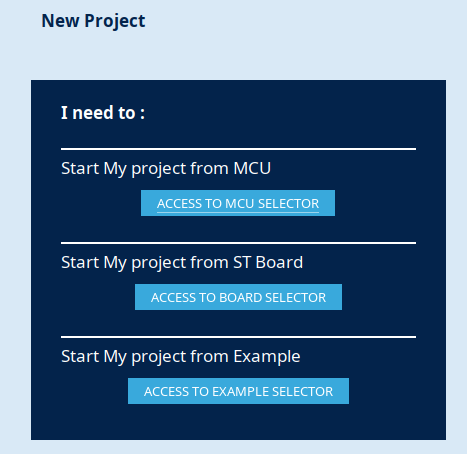 New Project
I need to :
Start My project from MCU
ACCESS TO MCU SELECTOR
Start My project from ST Board
ACCESS TO BOARD SELECTOR
Start My project from Example
ACCESS TO EXAMPLE SELECTOR